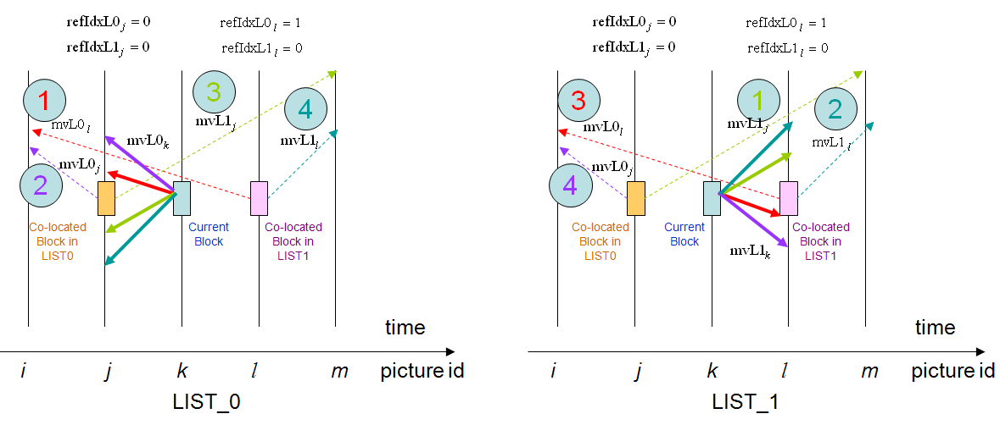 refIdxL0j = 0
refIdxL0l = 1
refIdxL1j = 0
refIdxL1l = 0
1
3
4
mvL0l
mvL1j
mvL0k
mvL1l
mvL0j
2
Co-located
Block in
LIST0
Current
Block
Co-located
Block in
LIST1
time
i
j
k
l
m
picture id
LIST_0
refIdxL0j = 0
refIdxL0l = 1
refIdxL1j = 0
refIdxL1l = 0
3
1
2
mvL0l
mvL1j
mvL1l
mvL0j
4
Co-located
Block in
LIST0
Current
Block
Co-located
Block in
LIST1
mvL1k
time
i
j
k
l
m
picture id
LIST_1